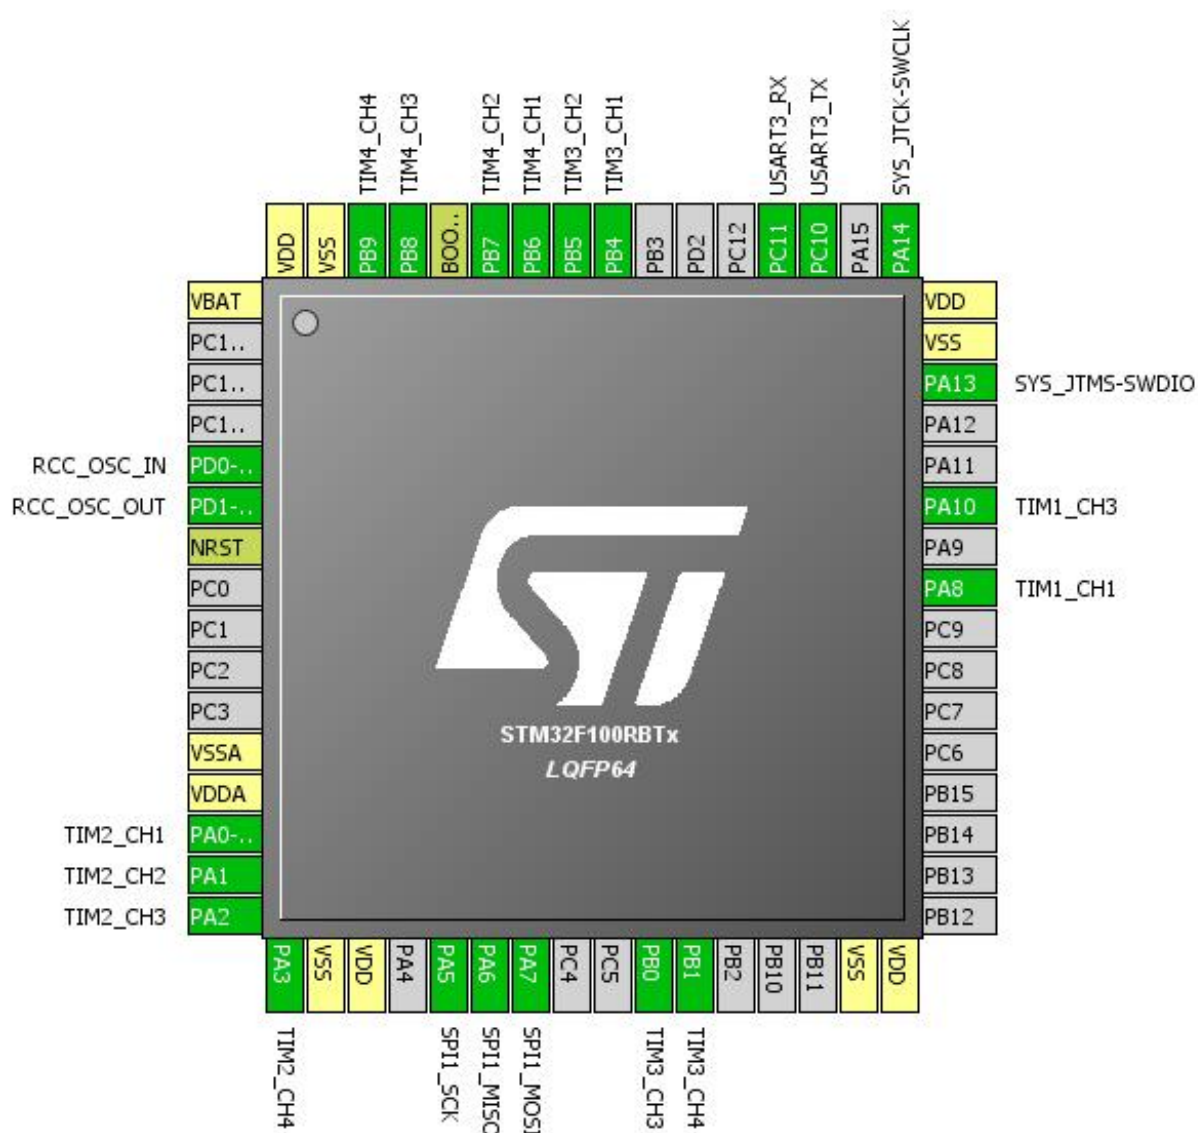 TIM4_CH4
TIM4_CH3
TIM4_CH2
TIM4_CH1
TIM3_CH2
TIM3_CH1
USART3_RX
USART3_TX
SYS_JTCK-SWCLK
VDD
VSS
PB9
PB8
BOO..
PB7
PB6
PB5
PB4
PB3
PD2
PC12
PC11
PC10
PA15
PA14
VBAT
PC1..
PC1..
PC1..
RCC_OSC_IN PD0-..
RCC_OSC_OUT PD1-..
NRST
PC0
PC1
PC2
PC3
VSSA
VDDA
TIM2_CH1 PA0-..
TIM2_CH2 PA1
TIM2_CH3 PA2
ST
STM32F100RBTx
LQFP64
VDD
VSS
PA13 SYS_JTMS-SWDIO
PA12
PA11
PA10 TIM1_CH3
PA9
PA8 TIM1_CH1
PC9
PC8
PC7
PC6
PB15
PB14
PB13
PB12
PA3
VSS
VDD
PA4
PA5
PA6
PA7
PC4
PC5
PB0
PB1
PB2
PB10
PB11
VSS
VDD
TIM2_CH4
SPI1_SCK
SPI1_MISO
SPI1_MOSI
TIM3_CH3
TIM3_CH4